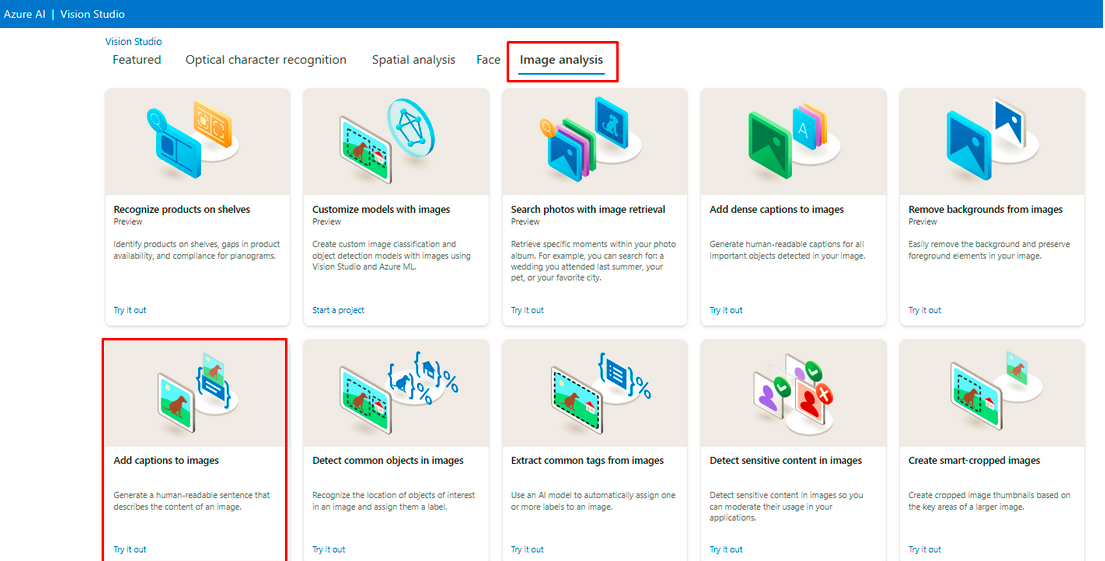 Azure AI | Vision Studio
Vision Studio
Featured Optical character recognition Spatial analysis Face Image analysis
A
Recognize products on shelves
Preview
Identify products on shelves, gaps in product
availability, and compliance for planograms.
Try it out
Customize models with images
Preview
Create custom image classification and
object detection models with images using
Vision Studio and Azure ML.
Start a project
Search photos with image retrieval
Preview
Retrieve specific moments within your photo
album. For example, you can search for: a
wedding you attended last summer, your
pet, or your favorite city.
Try it out
Add dense captions to images
Generate human-readable captions for all
important objects detected in your image.
Try it out
Remove backgrounds from images
Preview
Easily remove the background and preserve
foreground elements in your image.
Try it out
Add captions to images
Generate a human-readable sentence that
describes the content of an image.
Try it out
Detect common objects in images
Recognize the location of objects of interest
in an image and assign them a label.
Try it out
Extract common tags from images
Use an AI model to automatically assign one
or more labels to an image.
Try it out
Detect sensitive content in images
Detect sensitive content in images so you
can moderate their usage in your
applications.
Try it out
Create smart-cropped images
Create cropped image thumbnails based on
the key areas of a larger image.
Try it out